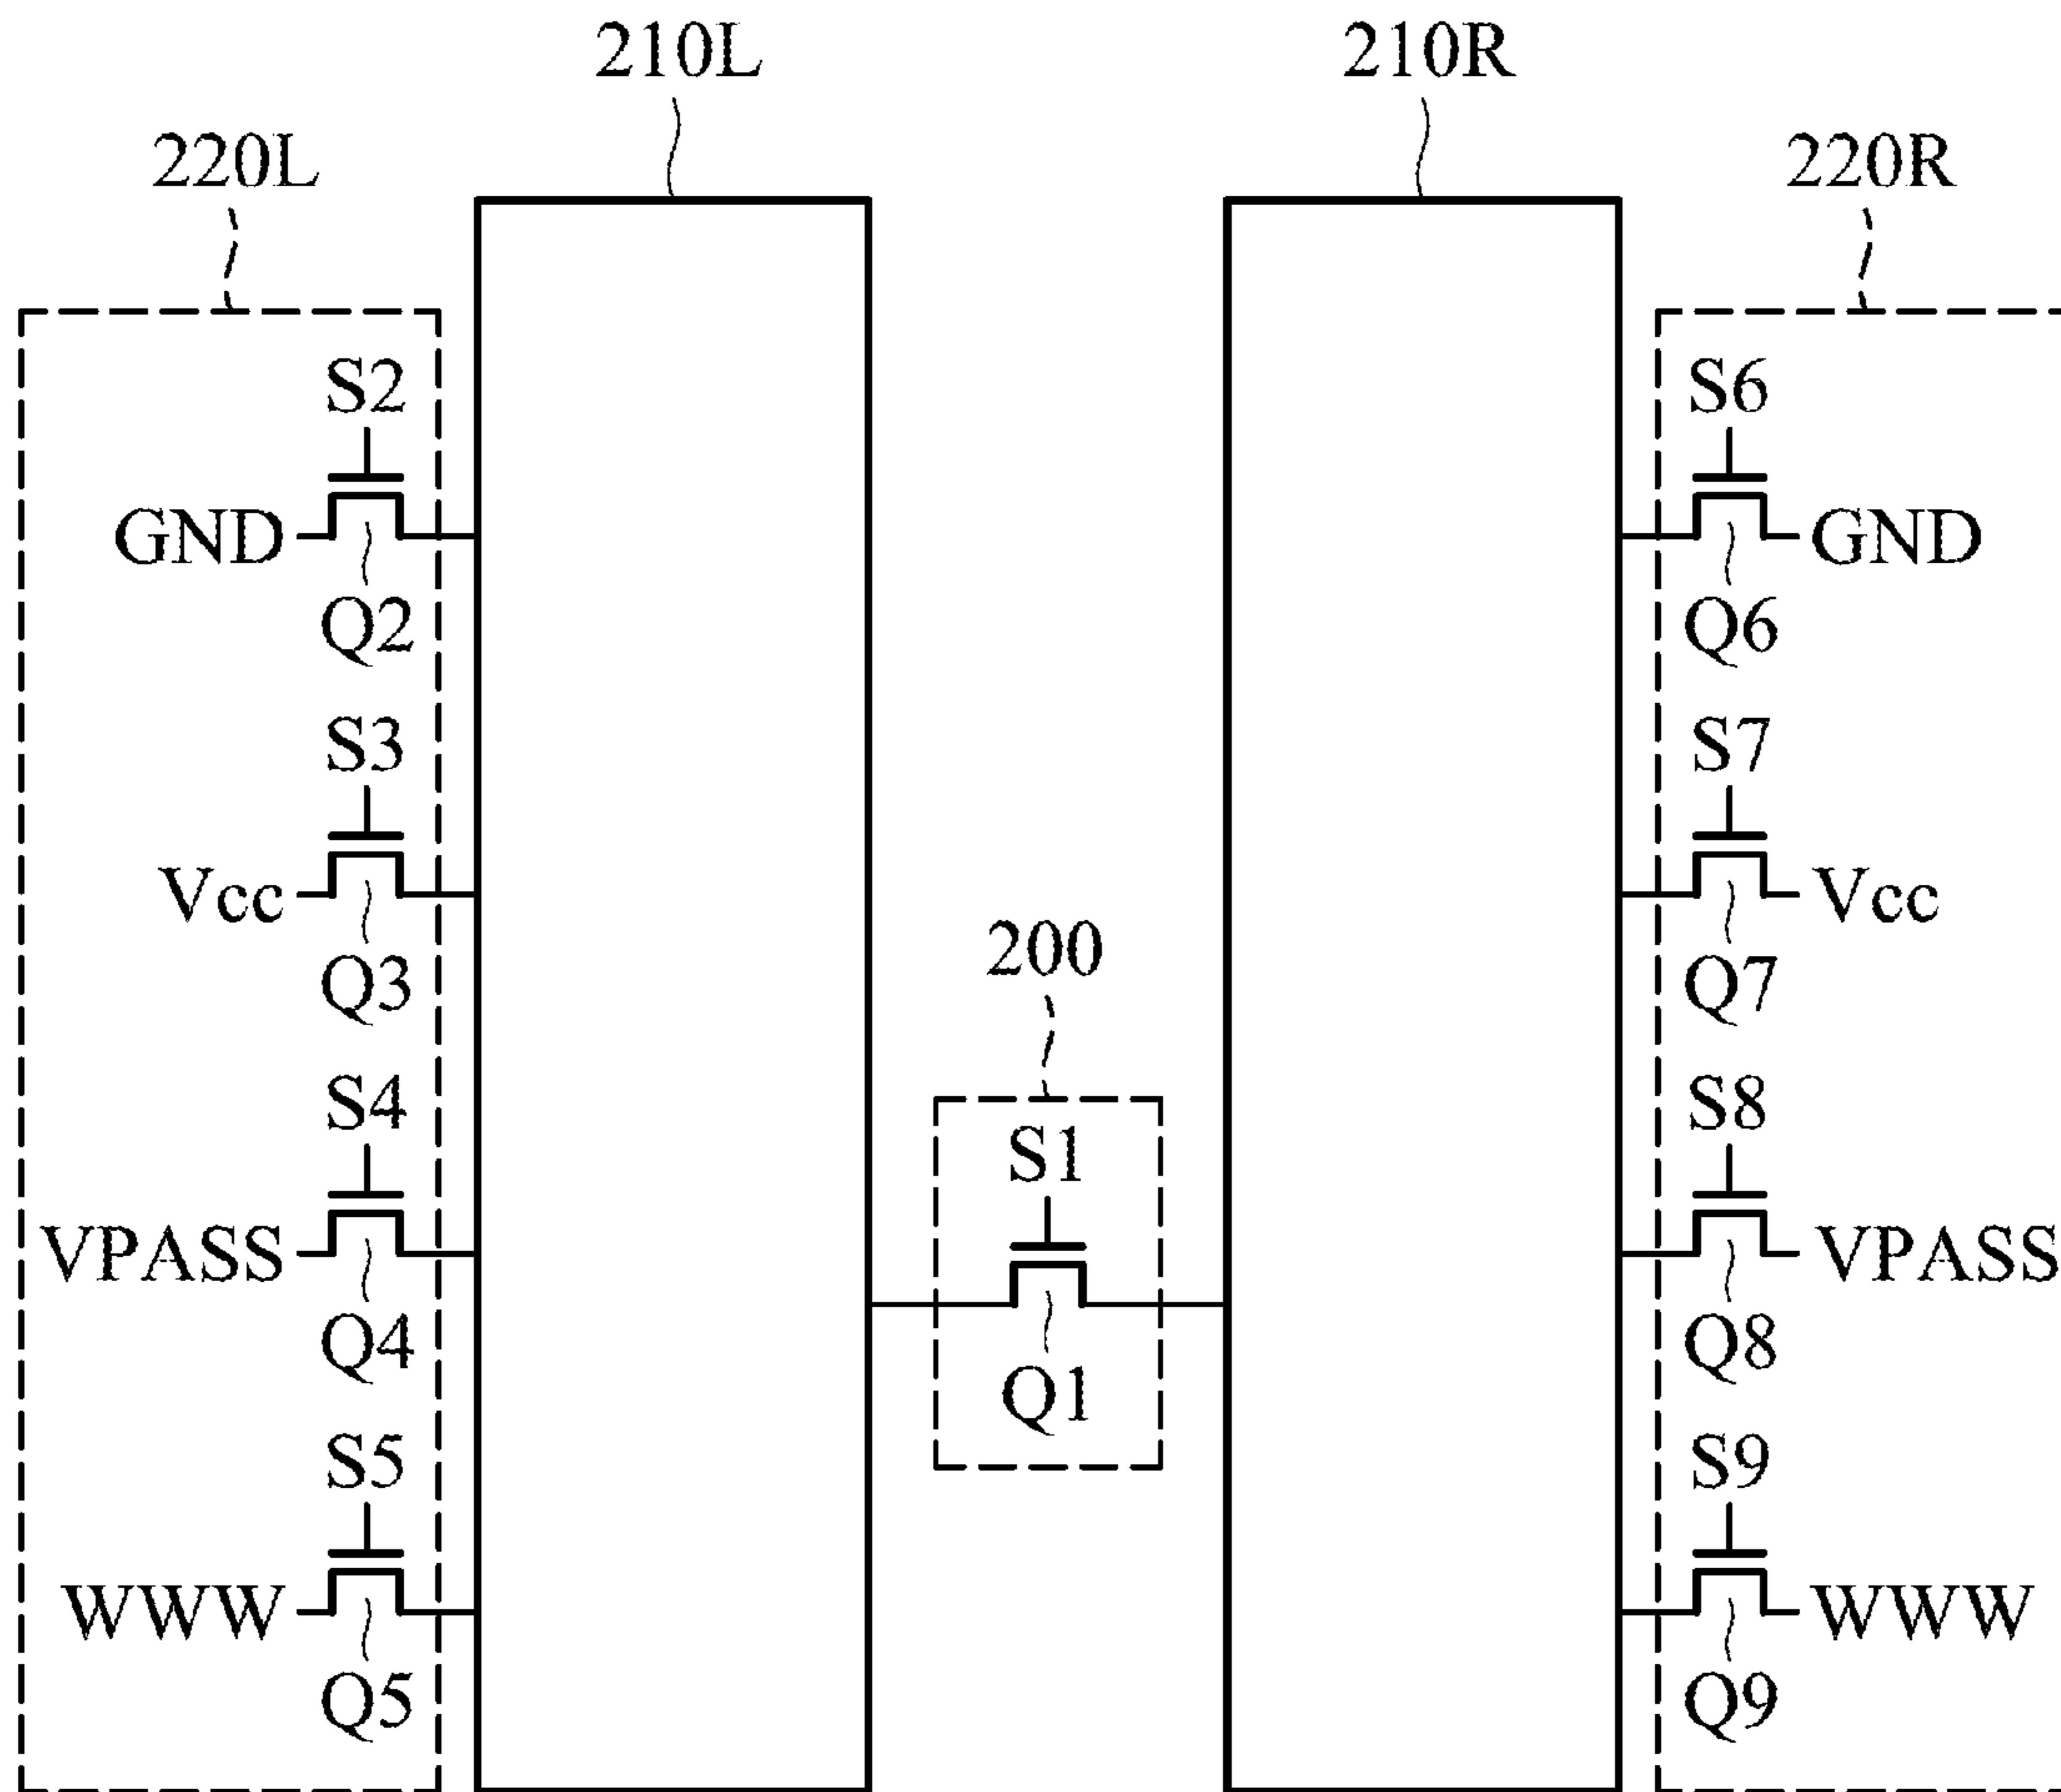 210L 210R
220L 220R
S2 S6
GND GND
Q2 Q6
S3 S7
Vcc Vcc
Q3 Q7
200
S4 S8
S1
VPASS VPASS
Q4 Q8
Q1
S5 S9
WWW WWW
Q5 Q9